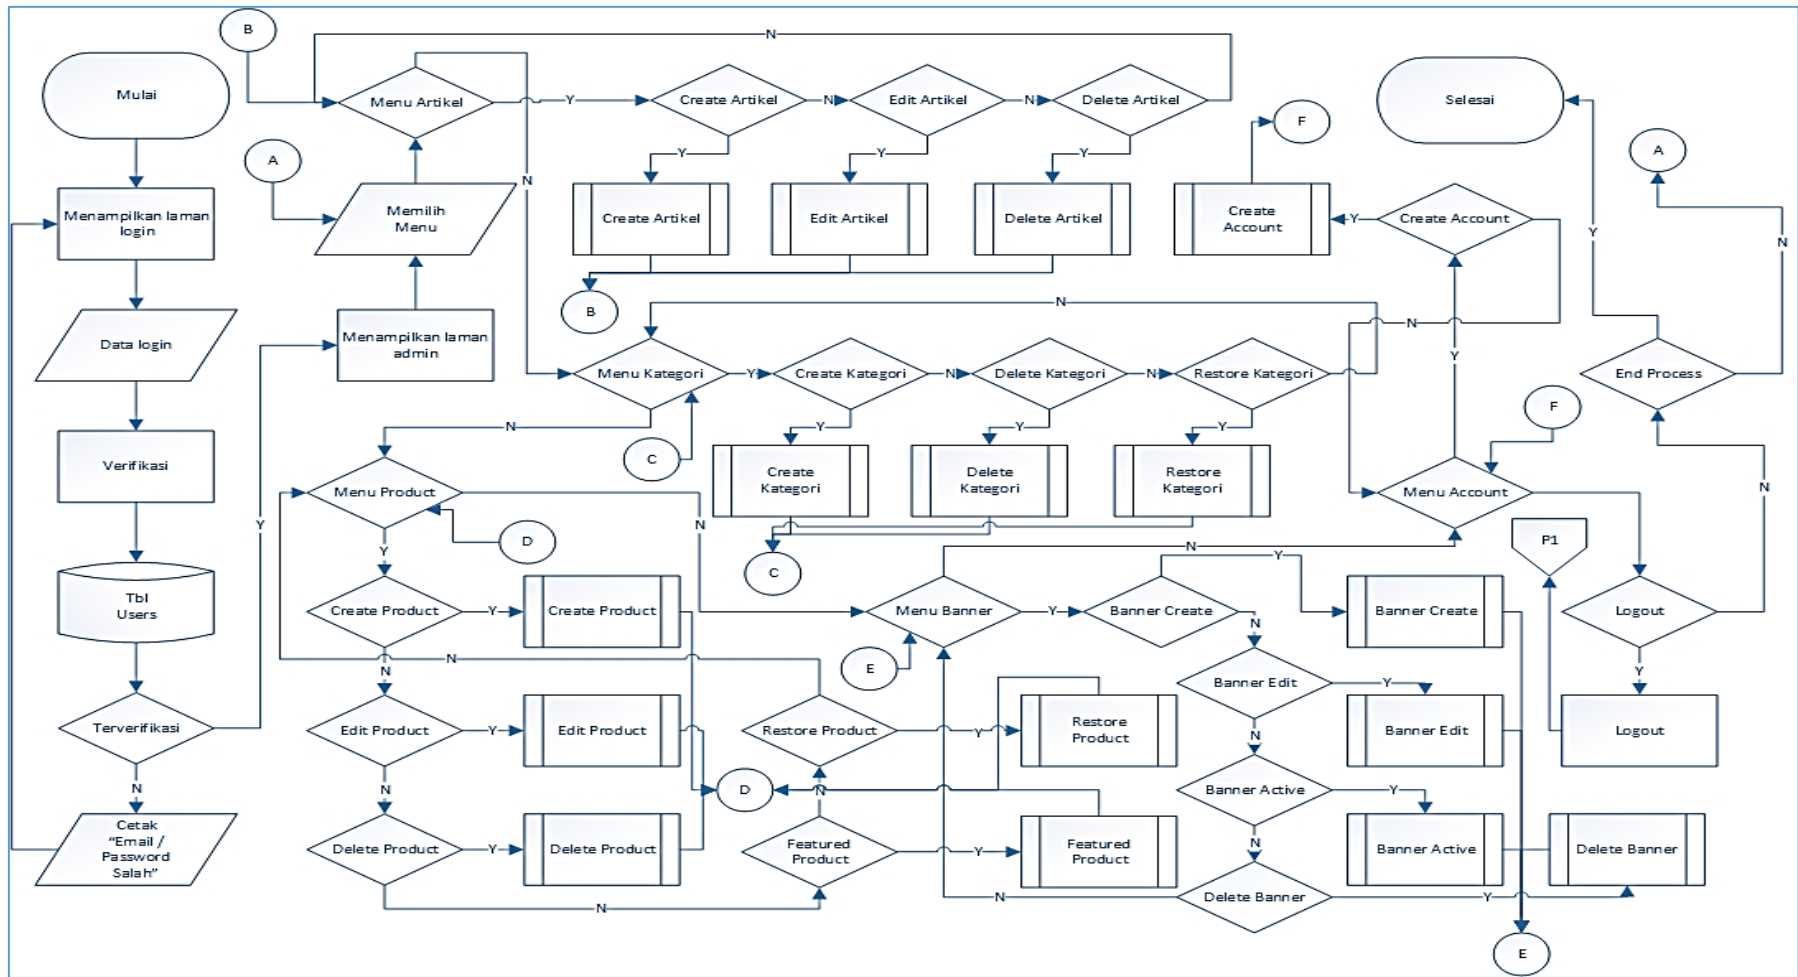 B
Mulai
Menampilkan laman
login
Data login
Verifikasi
Tbl
Users
Terverifikasi
N
Y
Cetak
“Email /
Password
Salah”
A
Memilih
Menu
Menampilkan laman
admin
Menu Artikel
N
Y
Create Artikel
N
Edit Artikel
N
Delete Artikel
N
Y
Y
Y
Create Artikel
Edit Artikel
Delete Artikel
B
Menu Kategori
Y
Create Kategori
N
Delete Kategori
N
Restore Kategori
N
N
Y
Y
Y
C
Create
Kategori
Delete
Kategori
Restore
Kategori
C
Menu Product
N
D
Y
Create Product
Y
Create Product
N
N
Edit Product
Y
Edit Product
N
Delete Product
Y
Delete Product
N
Featured
Product
Y
Featured
Product
N
Restore Product
Y
Restore
Product
D
Menu Banner
N
E
Y
Banner Create
Y
Banner Create
N
Banner Edit
Y
Banner Edit
N
Banner Active
Y
Banner Active
N
Delete Banner
N
Y
Delete Banner
E
F
Create
Account
Y
Create Account
N
Y
F
Menu Account
P1
Logout
N
Y
Logout
End Process
Y
N
Selesai
A